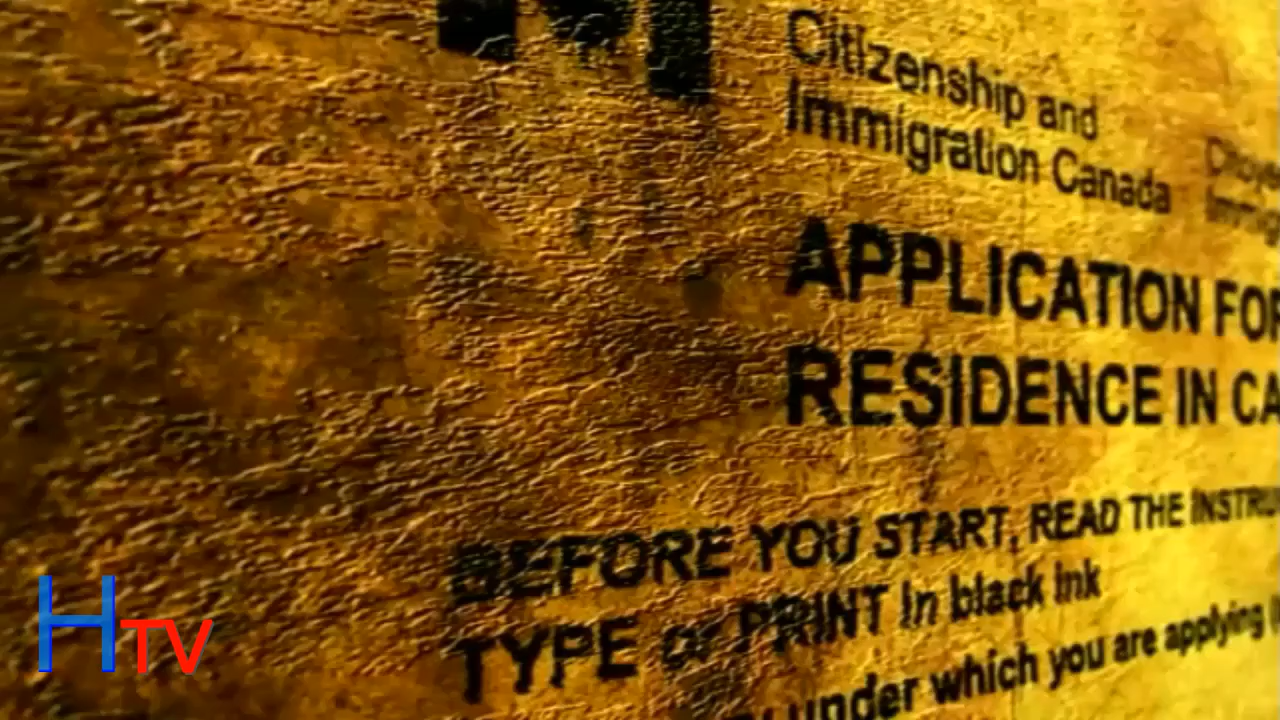 Citizenship and
Immigration Canada
APPLICATION FOR
RESIDENCE IN CA
BEFORE YOU START, READ THE INSTRU
TYPE or PRINT in black ink
under which you are applying
HTV